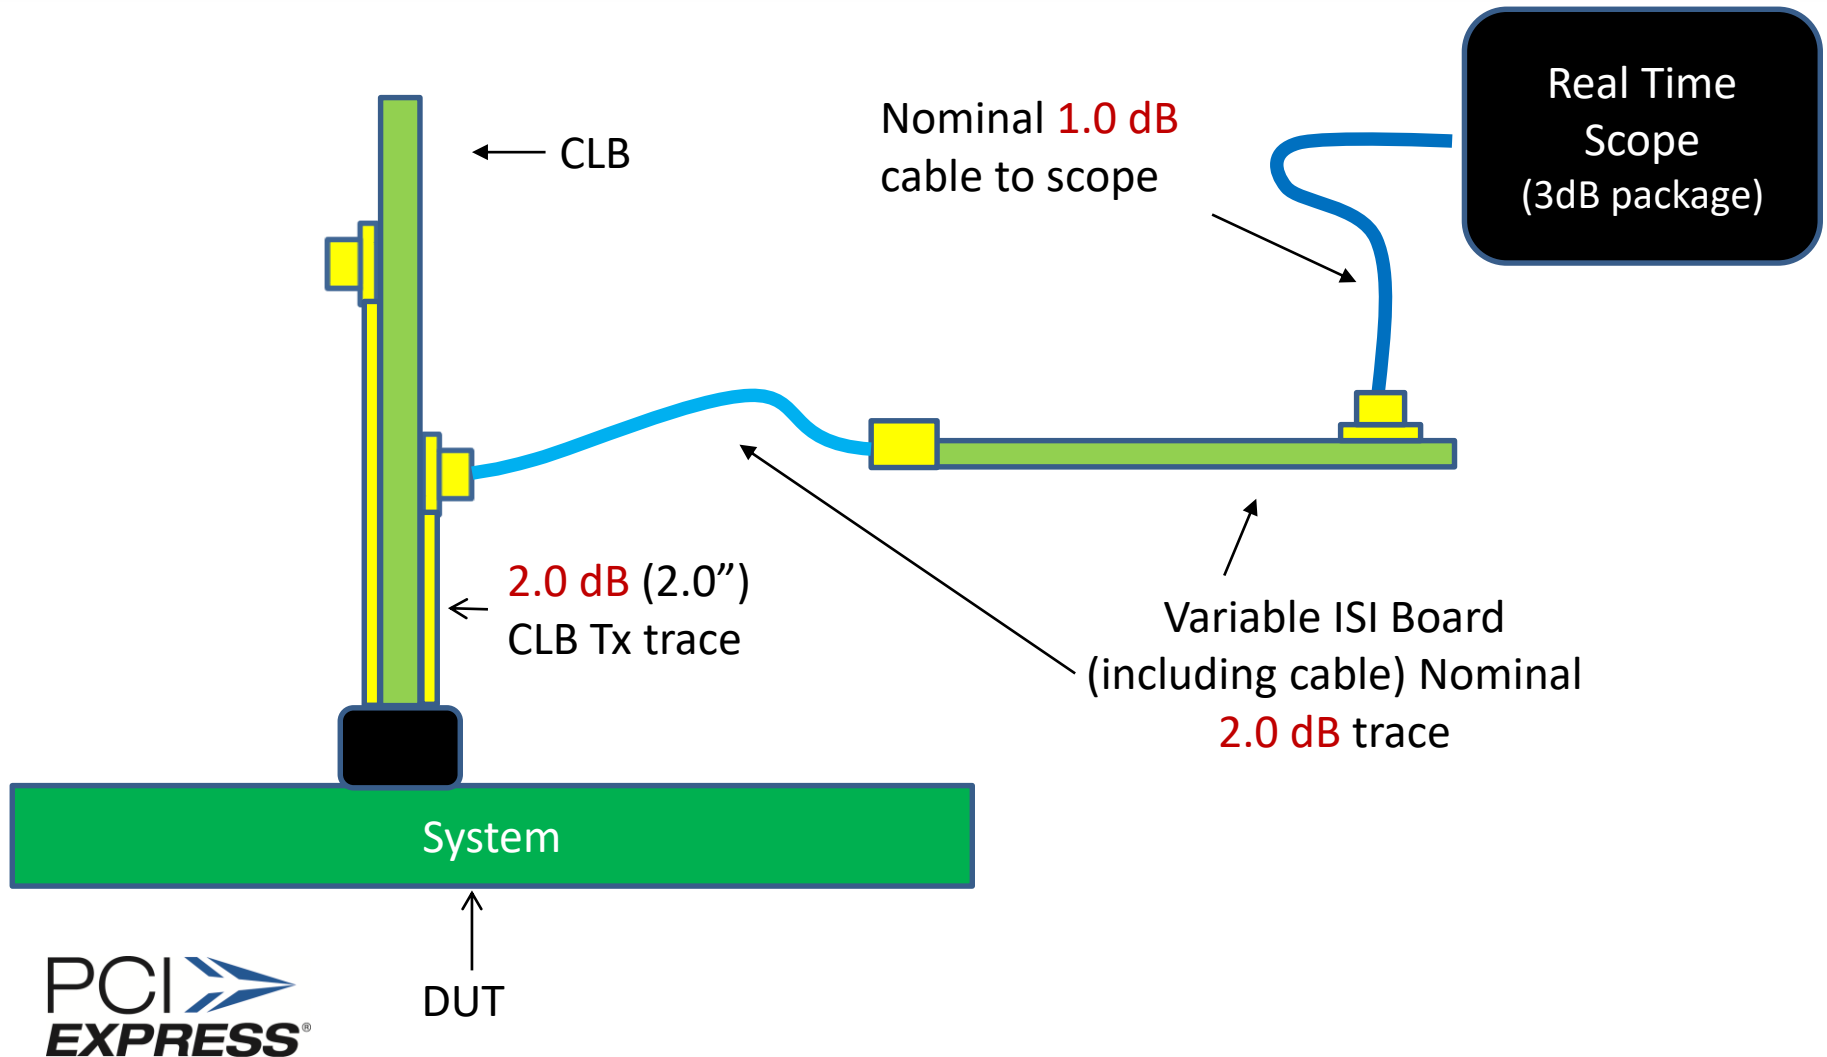 Real Time
Scope
(3dB package)
Nominal 1.0 dB
cable to scope
CLB
2.0 dB (2.0”)
CLB Tx trace
Variable ISI Board
(including cable) Nominal
2.0 dB trace
System
DUT
PCI
EXPRESS®